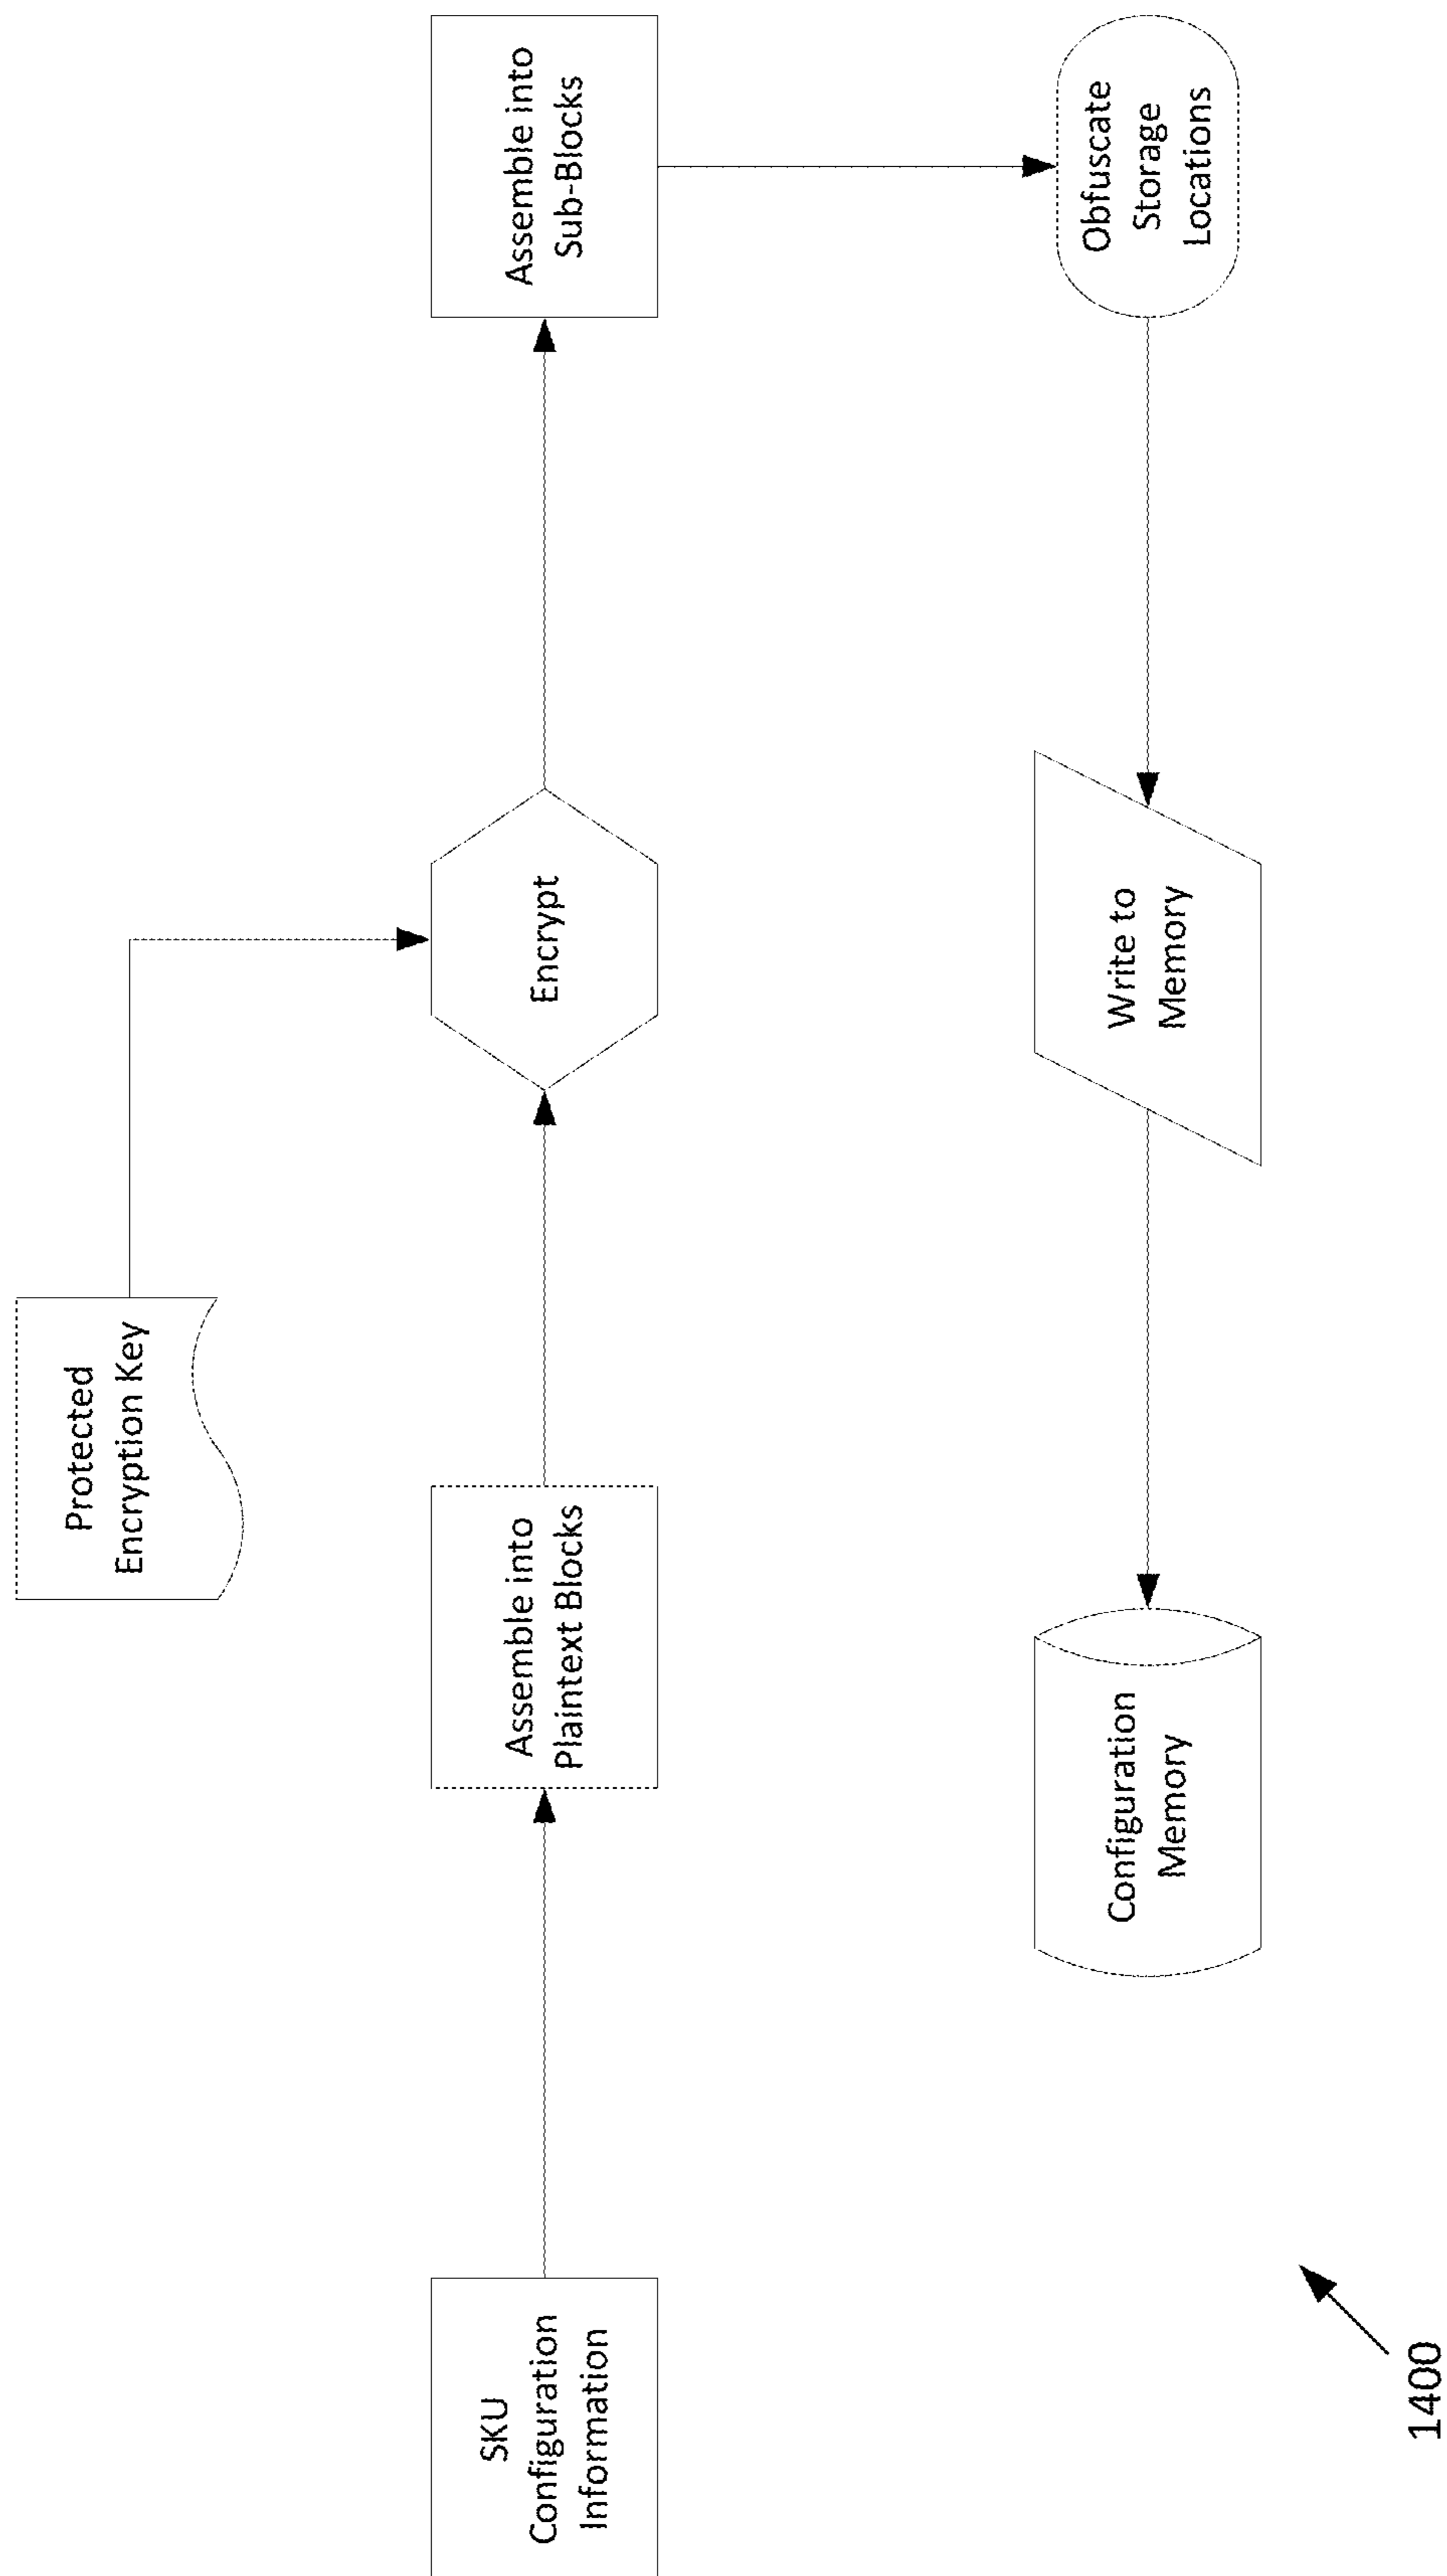 Protected
Encryption Key
SKU
Configuration
Information
Assemble into
Plaintext Blocks
Encrypt
Assemble into
Sub-Blocks
Configuration
Memory
Write to
Memory
Obfuscate
Storage
Locations
1400